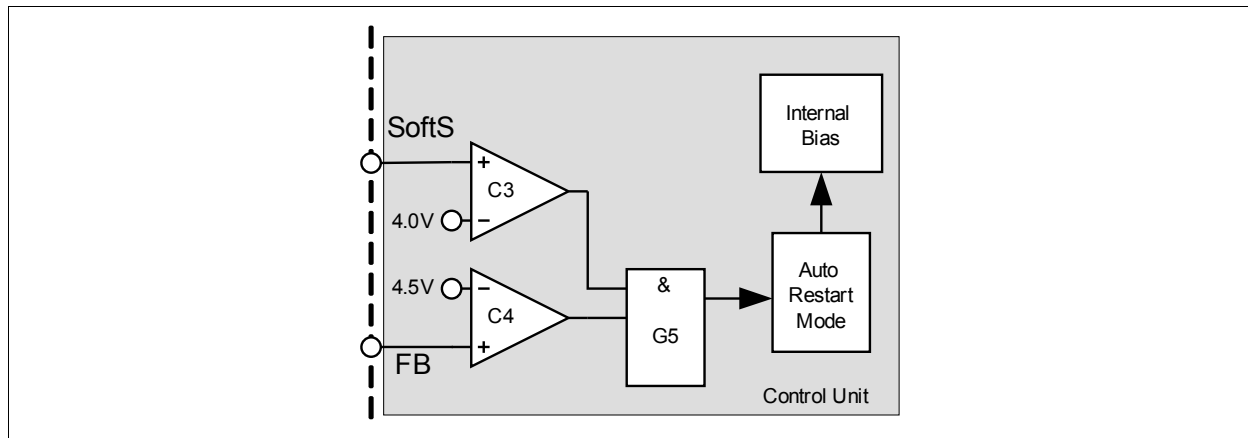 SoftS
+
C3
4.0V
−
4.5V
−
C4
+
FB
&
G5
Internal
Bias
Auto
Restart
Mode
Control Unit